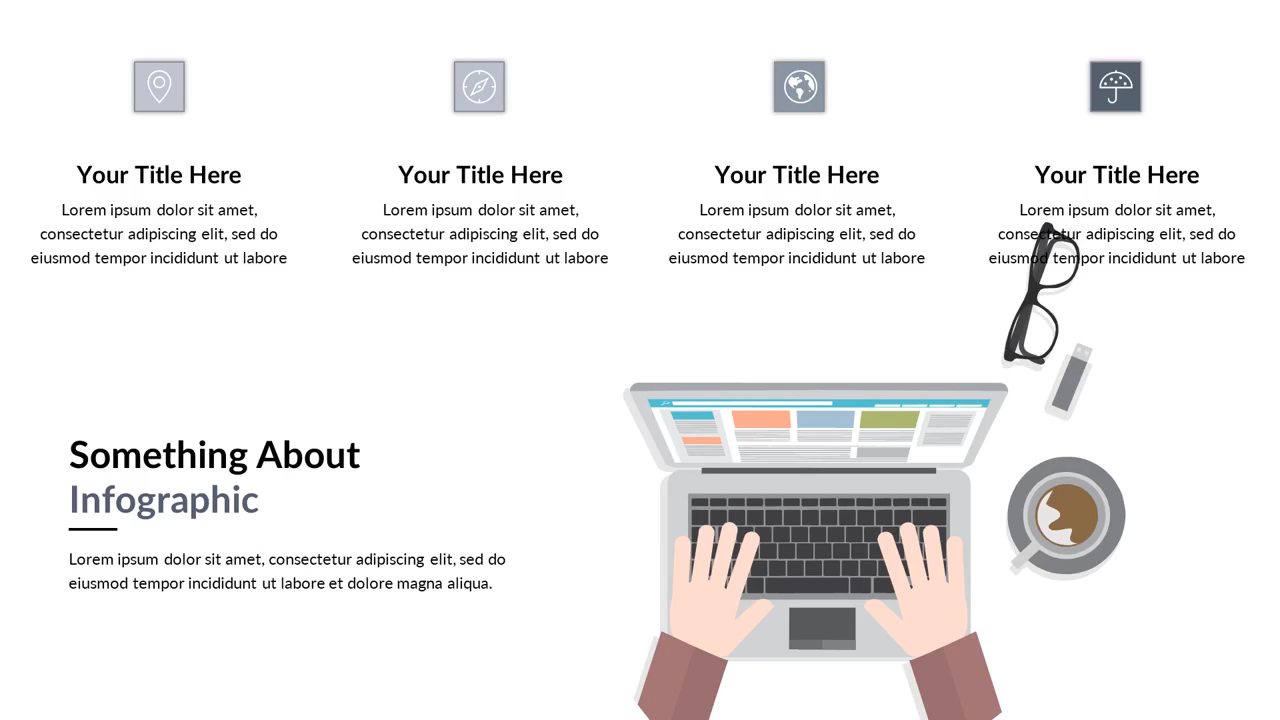 Your Title Here
Lorem ipsum dolor sit amet,
consectetur adipiscing elit, sed do
eiusmod tempor incididunt ut labore
Your Title Here
Lorem ipsum dolor sit amet,
consectetur adipiscing elit, sed do
eiusmod tempor incididunt ut labore
Your Title Here
Lorem ipsum dolor sit amet,
consectetur adipiscing elit, sed do
eiusmod tempor incididunt ut labore
Your Title Here
Lorem ipsum dolor sit amet,
consectetur adipiscing elit, sed do
eiusmod tempor incididunt ut labore
Something About
Infographic
Lorem ipsum dolor sit amet, consectetur adipiscing elit, sed do
eiusmod tempor incididunt ut labore et dolore magna aliqua.